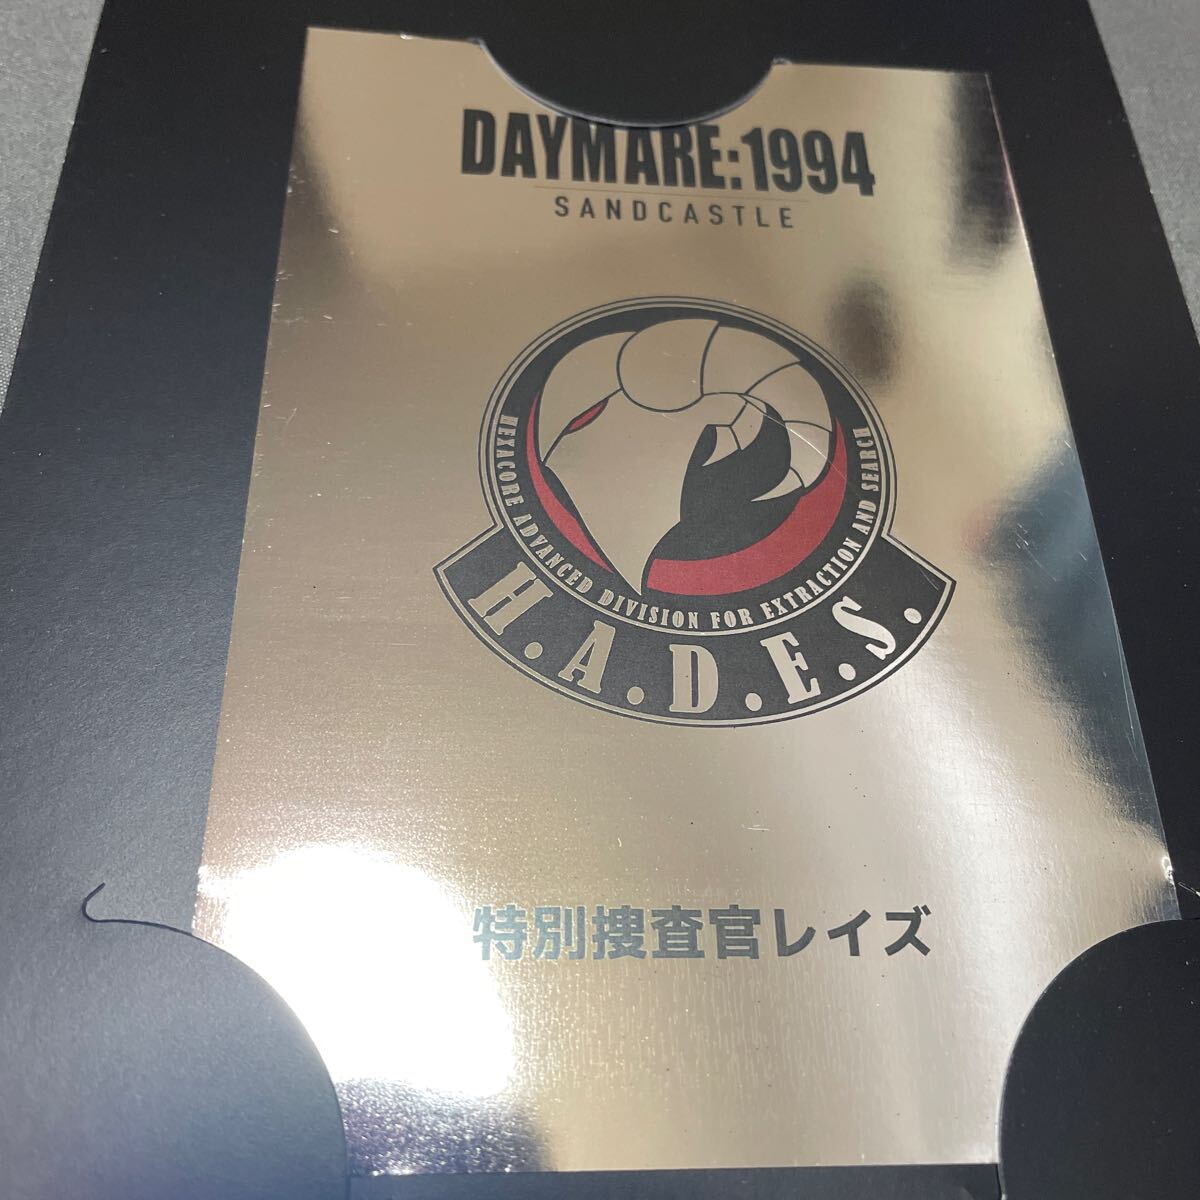 DAYMARE:1994
SANDCASTLE
HEXACORE ADVANCED DIVISION FOR EXTRACTION AND SEARCH
H.A.D.E.S.
特別捜査官レイズ